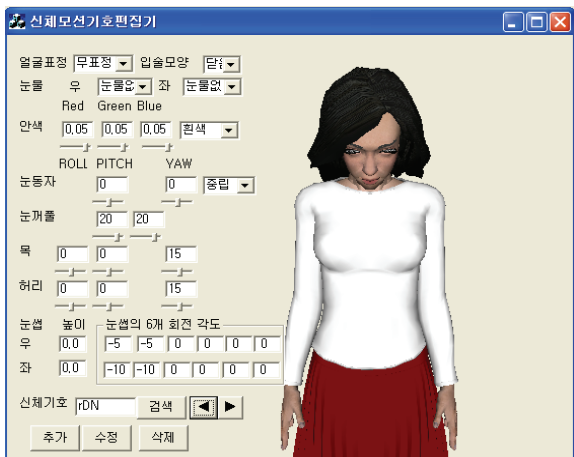 신체모션기호편집기
얼굴표정 무표정 입술모양 닫음
눈물 우 눈물없 좌 눈물없
Red Green Blue
안색 0,05 0,05 0,05 흰색
ROLL PITCH YAW
눈동자 0 0 중립
눈꺼풀 20 20
목 0 0 15
허리 0 0 15
눈썹 높이 눈썹의 6개 회전 각도
우 0,0 -5 -5 0 0 0 0
좌 0,0 -10 -10 0 0 0 0
신체기호 rDN 검색
추가 수정 삭제